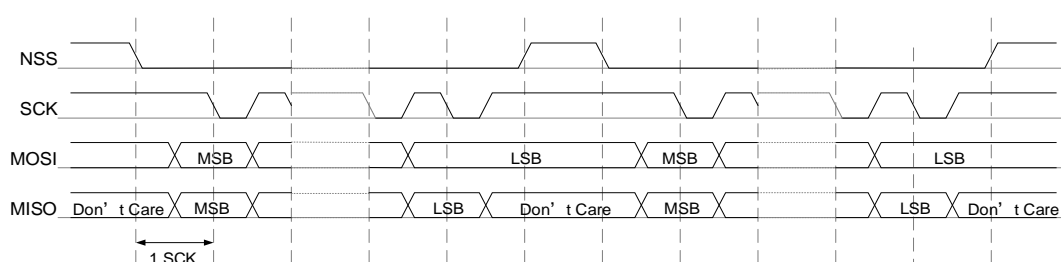 NSS
SCK
MOSI MSB LSB MSB LSB
MISO Don’t Care MSB LSB Don’t Care MSB LSB Don’t Care
1 SCK